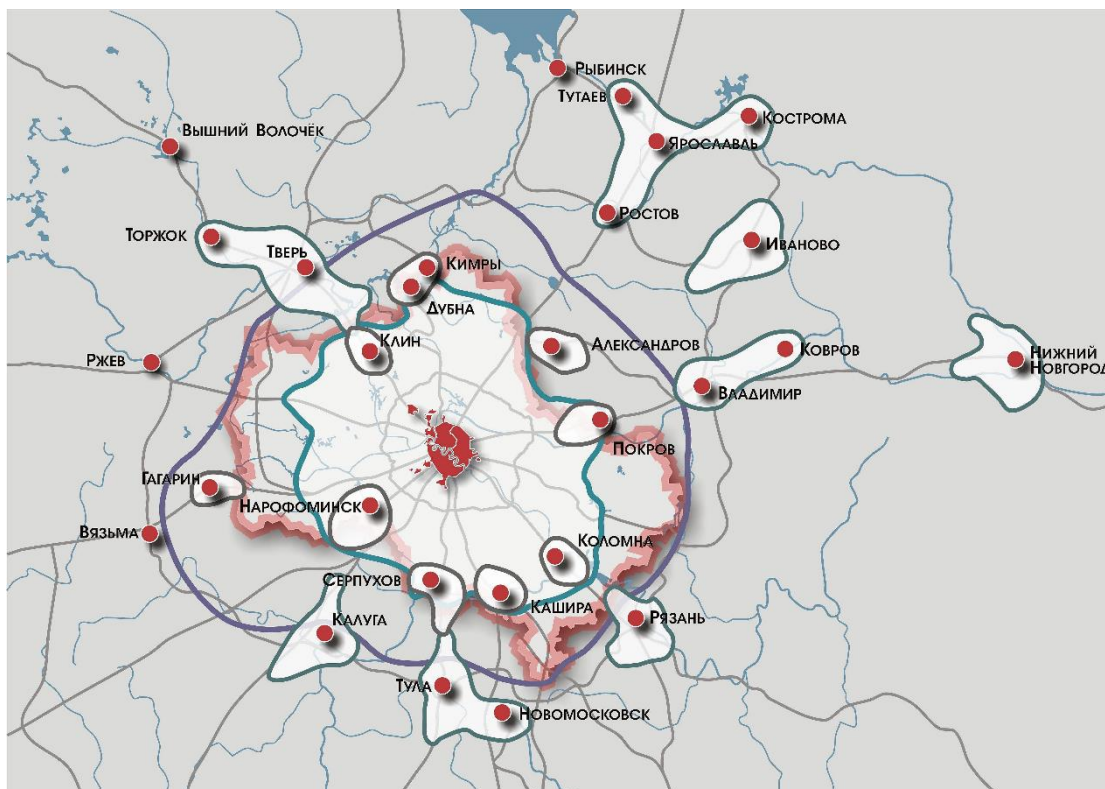 Рыбинск
Тутаев
Кострома
Вышний Волочёк
Ярославль
Ростов
Торжок
Иваново
Тверь
Кимры
Дубна
Клин
Александров
Ковров
Ржев
Нижний
Новгород
Владимир
Покров
Гагарин
Нарофоминск
Вязьма
Коломна
Серпухов
Кашира
Рязань
Калуга
Тула
Новомосковск